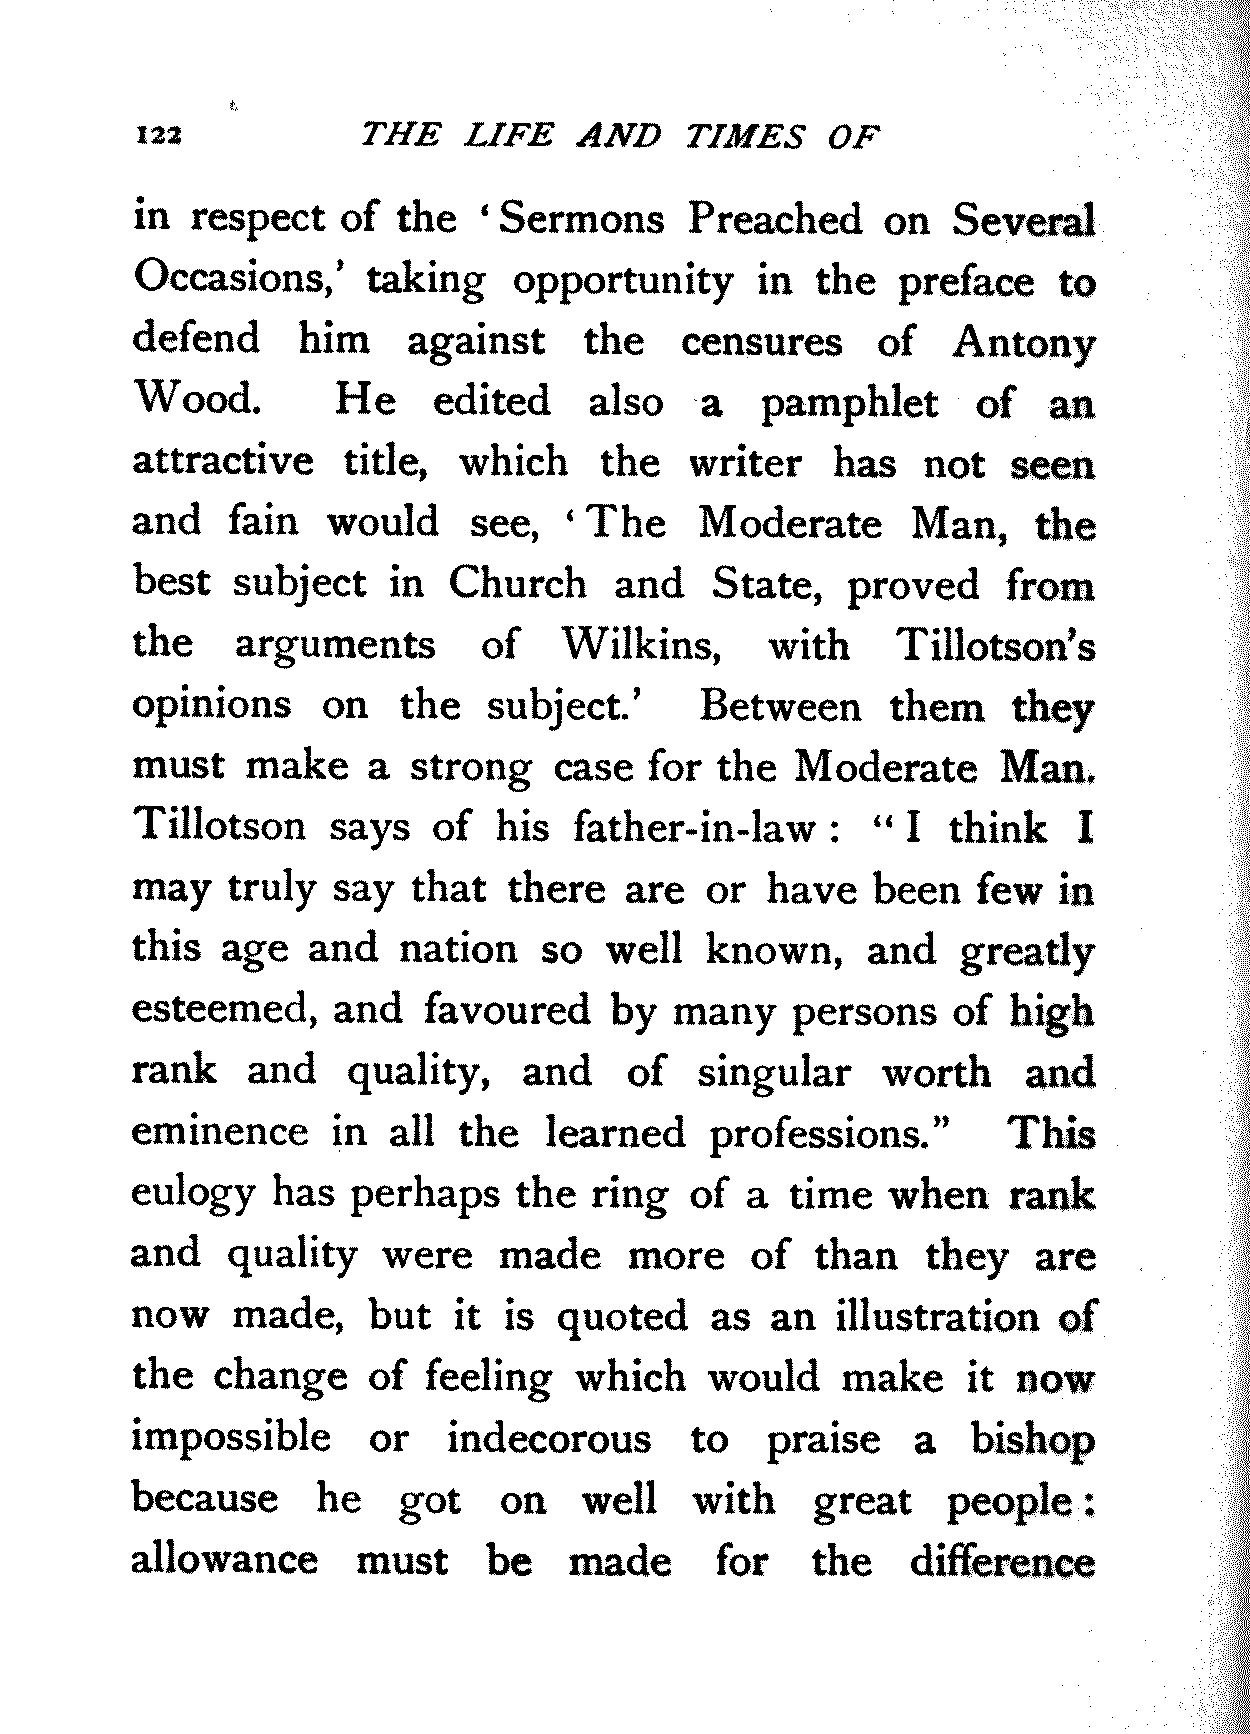 122 THE LIFE AND TIMES OF
in respect of the ‘Sermons Preached on Several
Occasions,’ taking opportunity in the preface to
defend him against the censures of Antony
Wood. He edited also a pamphlet of an
attractive title, which the writer has not seen
and fain would see, ‘The Moderate Man, the
best subject in Church and State, proved from
the arguments of Wilkins, with Tillotson’s
opinions on the subject.’ Between them they
must make a strong case for the Moderate Man.
Tillotson says of his father-in-law: “I think I
may truly say that there are or have been few in
this age and nation so well known, and greatly
esteemed, and favoured by many persons of high
rank and quality, and of singular worth and
eminence in all the learned professions.” This
eulogy has perhaps the ring of a time when rank
and quality were made more of than they are
now made, but it is quoted as an illustration of
the change of feeling which would make it now
impossible or indecorous to praise a bishop
because he got on well with great people:
allowance must be made for the difference